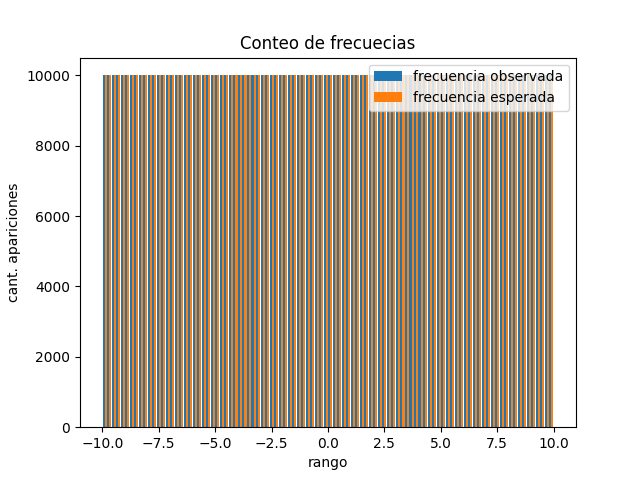 Conteo de frecuecias
frecuencia observada
frecuencia esperada
10000
8000
6000
4000
2000
0
cant. apariciones
−10.0 −7.5 −5.0 −2.5 0.0 2.5 5.0 7.5 10.0
rango